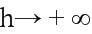 h→ + ∞